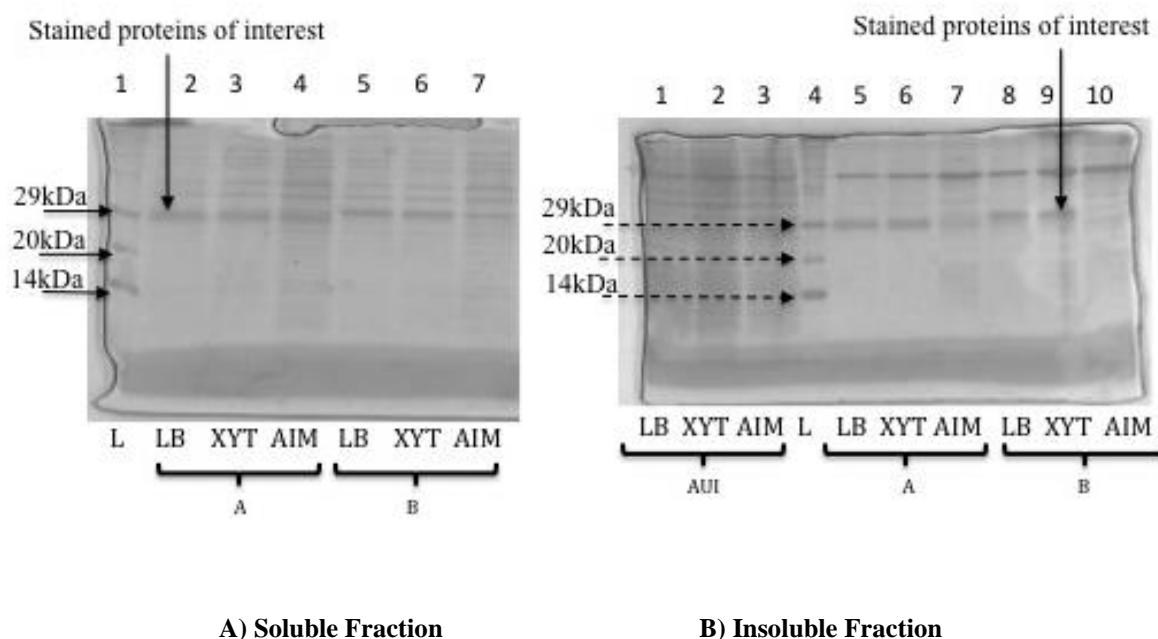 Stained proteins of interest
1 2 3 4 5 6 7
29kDa
20kDa
14kDa
L LB XYT AIM LB XYT AIM
A B
A) Soluble Fraction
Stained proteins of interest
1 2 3 4 5 6 7 8 9 10
29kDa
20kDa
14kDa
LB XYT AIM L LB XYT AIM LB XYT AIM
AUI A B
B) Insoluble Fraction